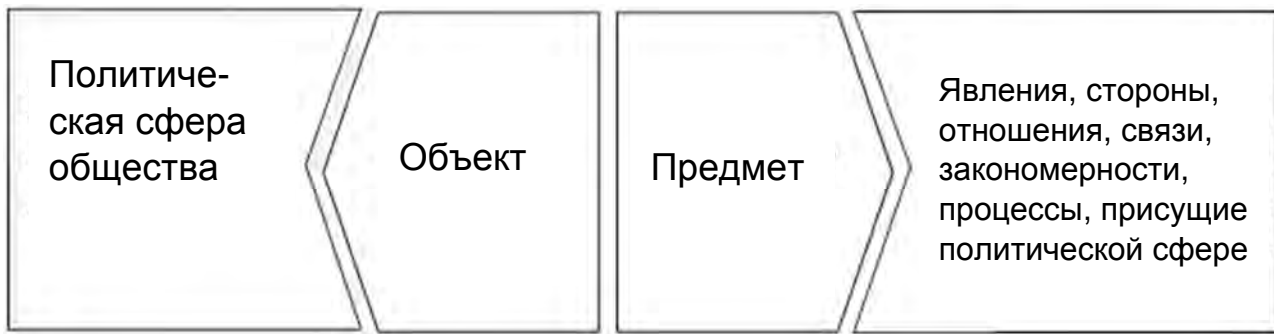 Политиче-
ская сфера
общества
Объект
Предмет
Явления, стороны,
отношения, связи,
закономерности,
процессы, присущие
политической сфере